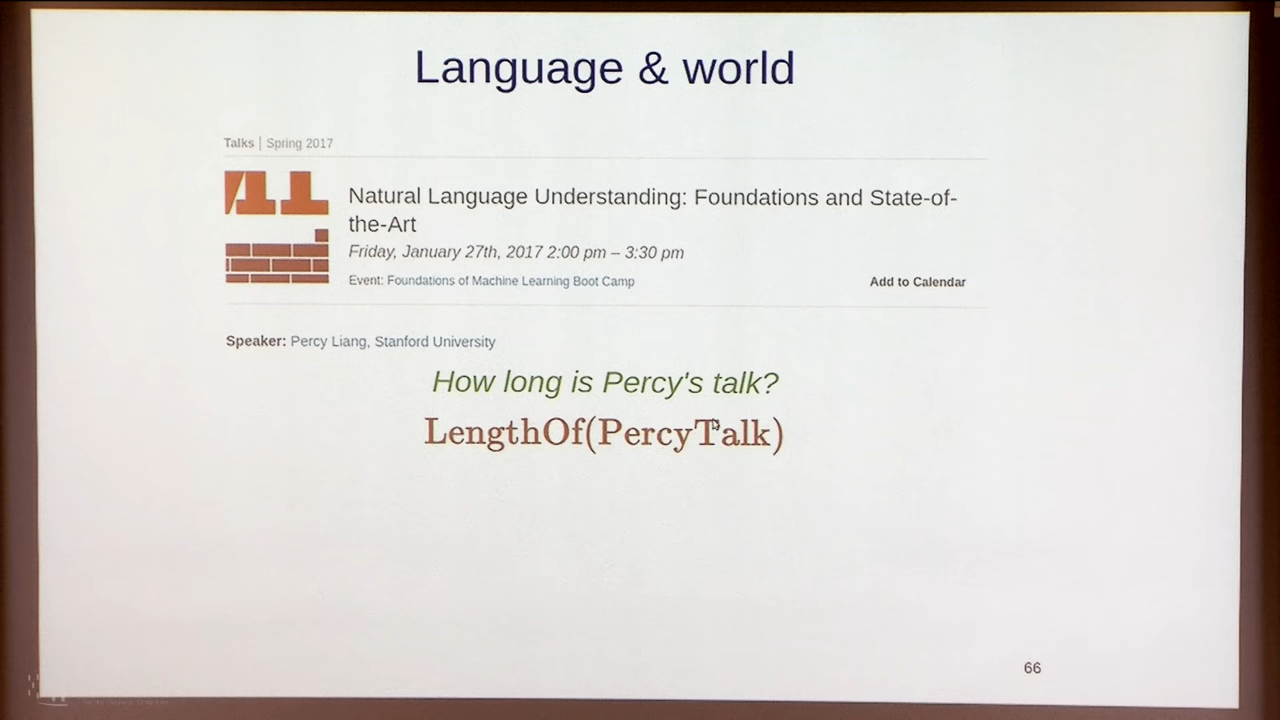 Language & world
Talks | Spring 2017
Natural Language Understanding: Foundations and State-of-
the-Art
Friday, January 27th, 2017 2:00 pm – 3:30 pm
Event: Foundations of Machine Learning Boot Camp
Add to Calendar
Speaker: Percy Liang, Stanford University
How long is Percy's talk?
LengthOf(PercyTalk)
66